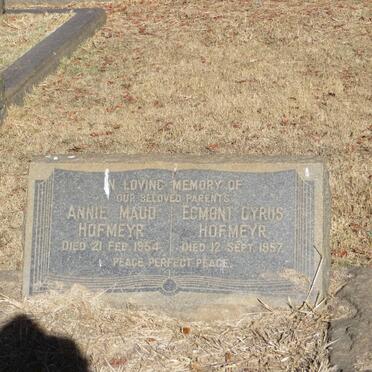 IN LOVING MEMORY OF
OUR BELOVED PARENTS
ANNIE MAUD HOFMEYR
DIED 21 FEB. 1954.
EGMONT CYRUS HOFMEYR
DIED 12 SEPT. 1957.
PEACE, PERFECT PEACE.